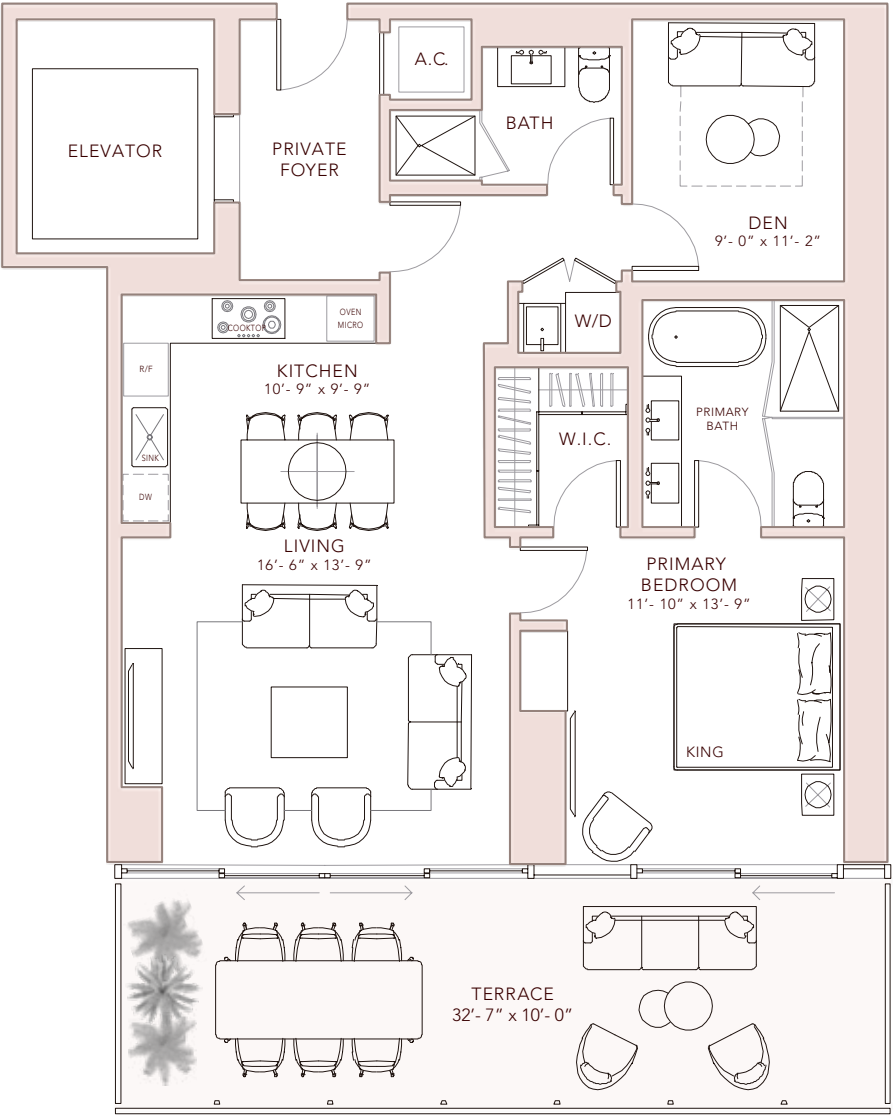 A.C.
BATH
ELEVATOR
PRIVATE
FOYER
DEN
9'- 0" x 11'- 2"
COOKTOP
OVEN
MICRO
W/D
R/F
KITCHEN
10'- 9" x 9'- 9"
PRIMARY
BATH
W.I.C.
SINK
DW
LIVING
16'- 6" x 13'- 9"
PRIMARY
BEDROOM
11'- 10" x 13'- 9"
KING
TERRACE
32'- 7" x 10'- 0"